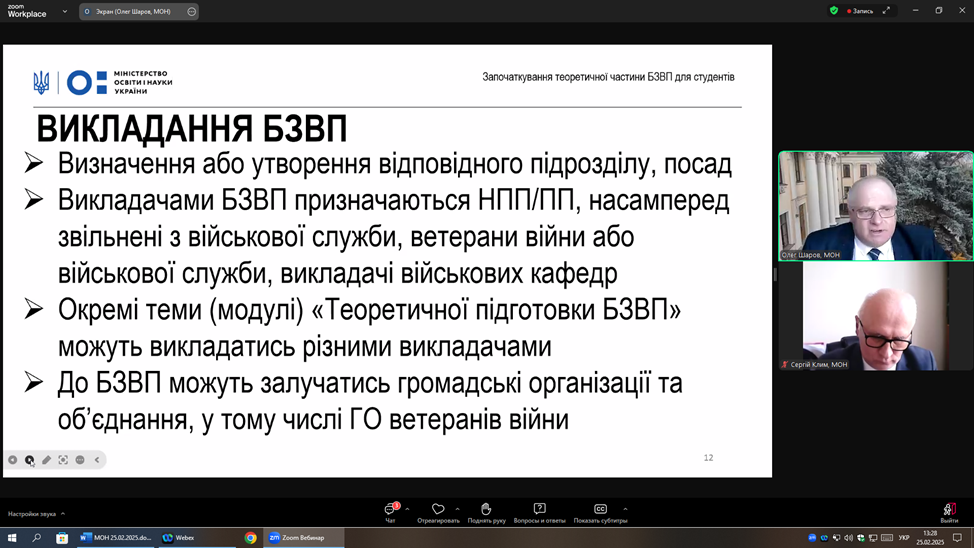 zoom
Workplace
О Экран (Олег Шаров, МОН)
Запись
МІНІСТЕРСТВО
ОСВІТИ І НАУКИ
УКРАЇНИ
Започаткування теоретичної частини БЗВП для студентів
ВИКЛАДАННЯ БЗВП
Визначення або утворення відповідного підрозділу, посад
Викладачами БЗВП призначаються НПП/ПП, насамперед
звільнені з військової служби, ветерани війни або
військової служби, викладачі військових кафедр
Окремі теми (модулі) «Теоретичної підготовки БЗВП»
можуть викладатись різними викладачами
До БЗВП можуть залучатись громадські організації та
об’єднання, у тому числі ГО ветеранів війни
12
Олег Шаров, МОН
Сергій Клим, МОН
Настройки звука
3
Чат
Отреагировать
Поднять руку
Вопросы и ответы
CC
Показать субтитры
Выйти
МОН 25.02.2025.do...
Webex
zm
Zoom Вебинар
zm
УКР
13:28
25.02.2025